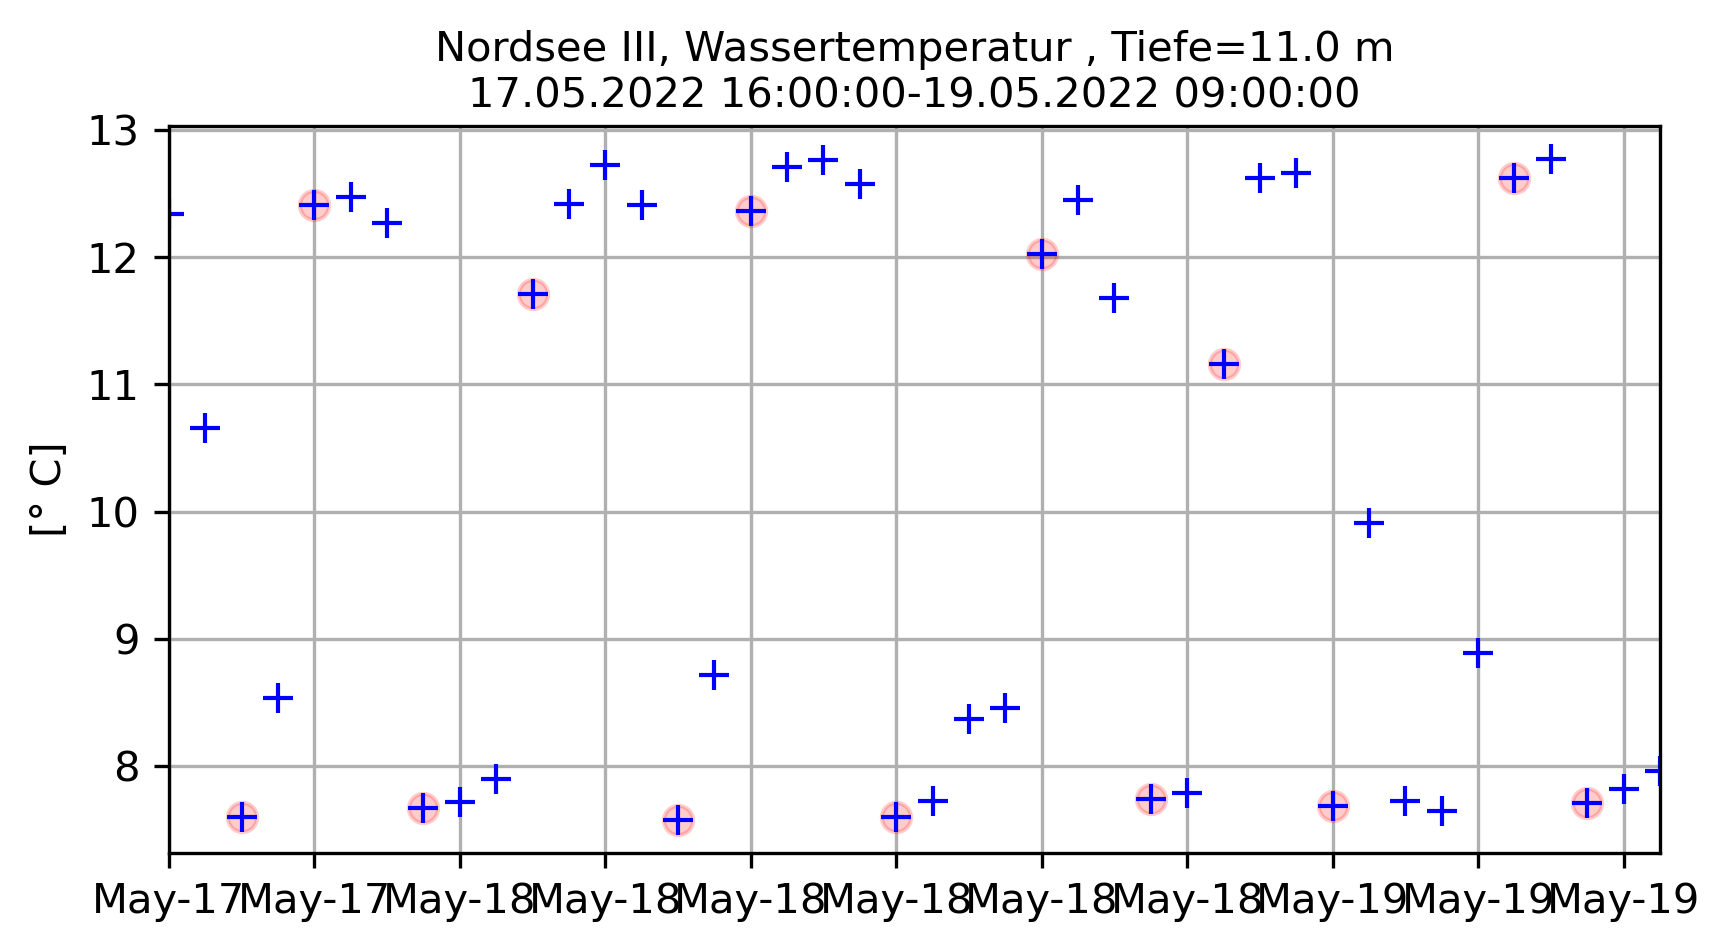 Nordsee III, Wassertemperatur , Tiefe=11.0 m
17.05.2022 16:00:00-19.05.2022 09:00:00
[° C]
13
12
11
10
9
8
May-17 May-17 May-18 May-18 May-18 May-18 May-18 May-18 May-19 May-19 May-19